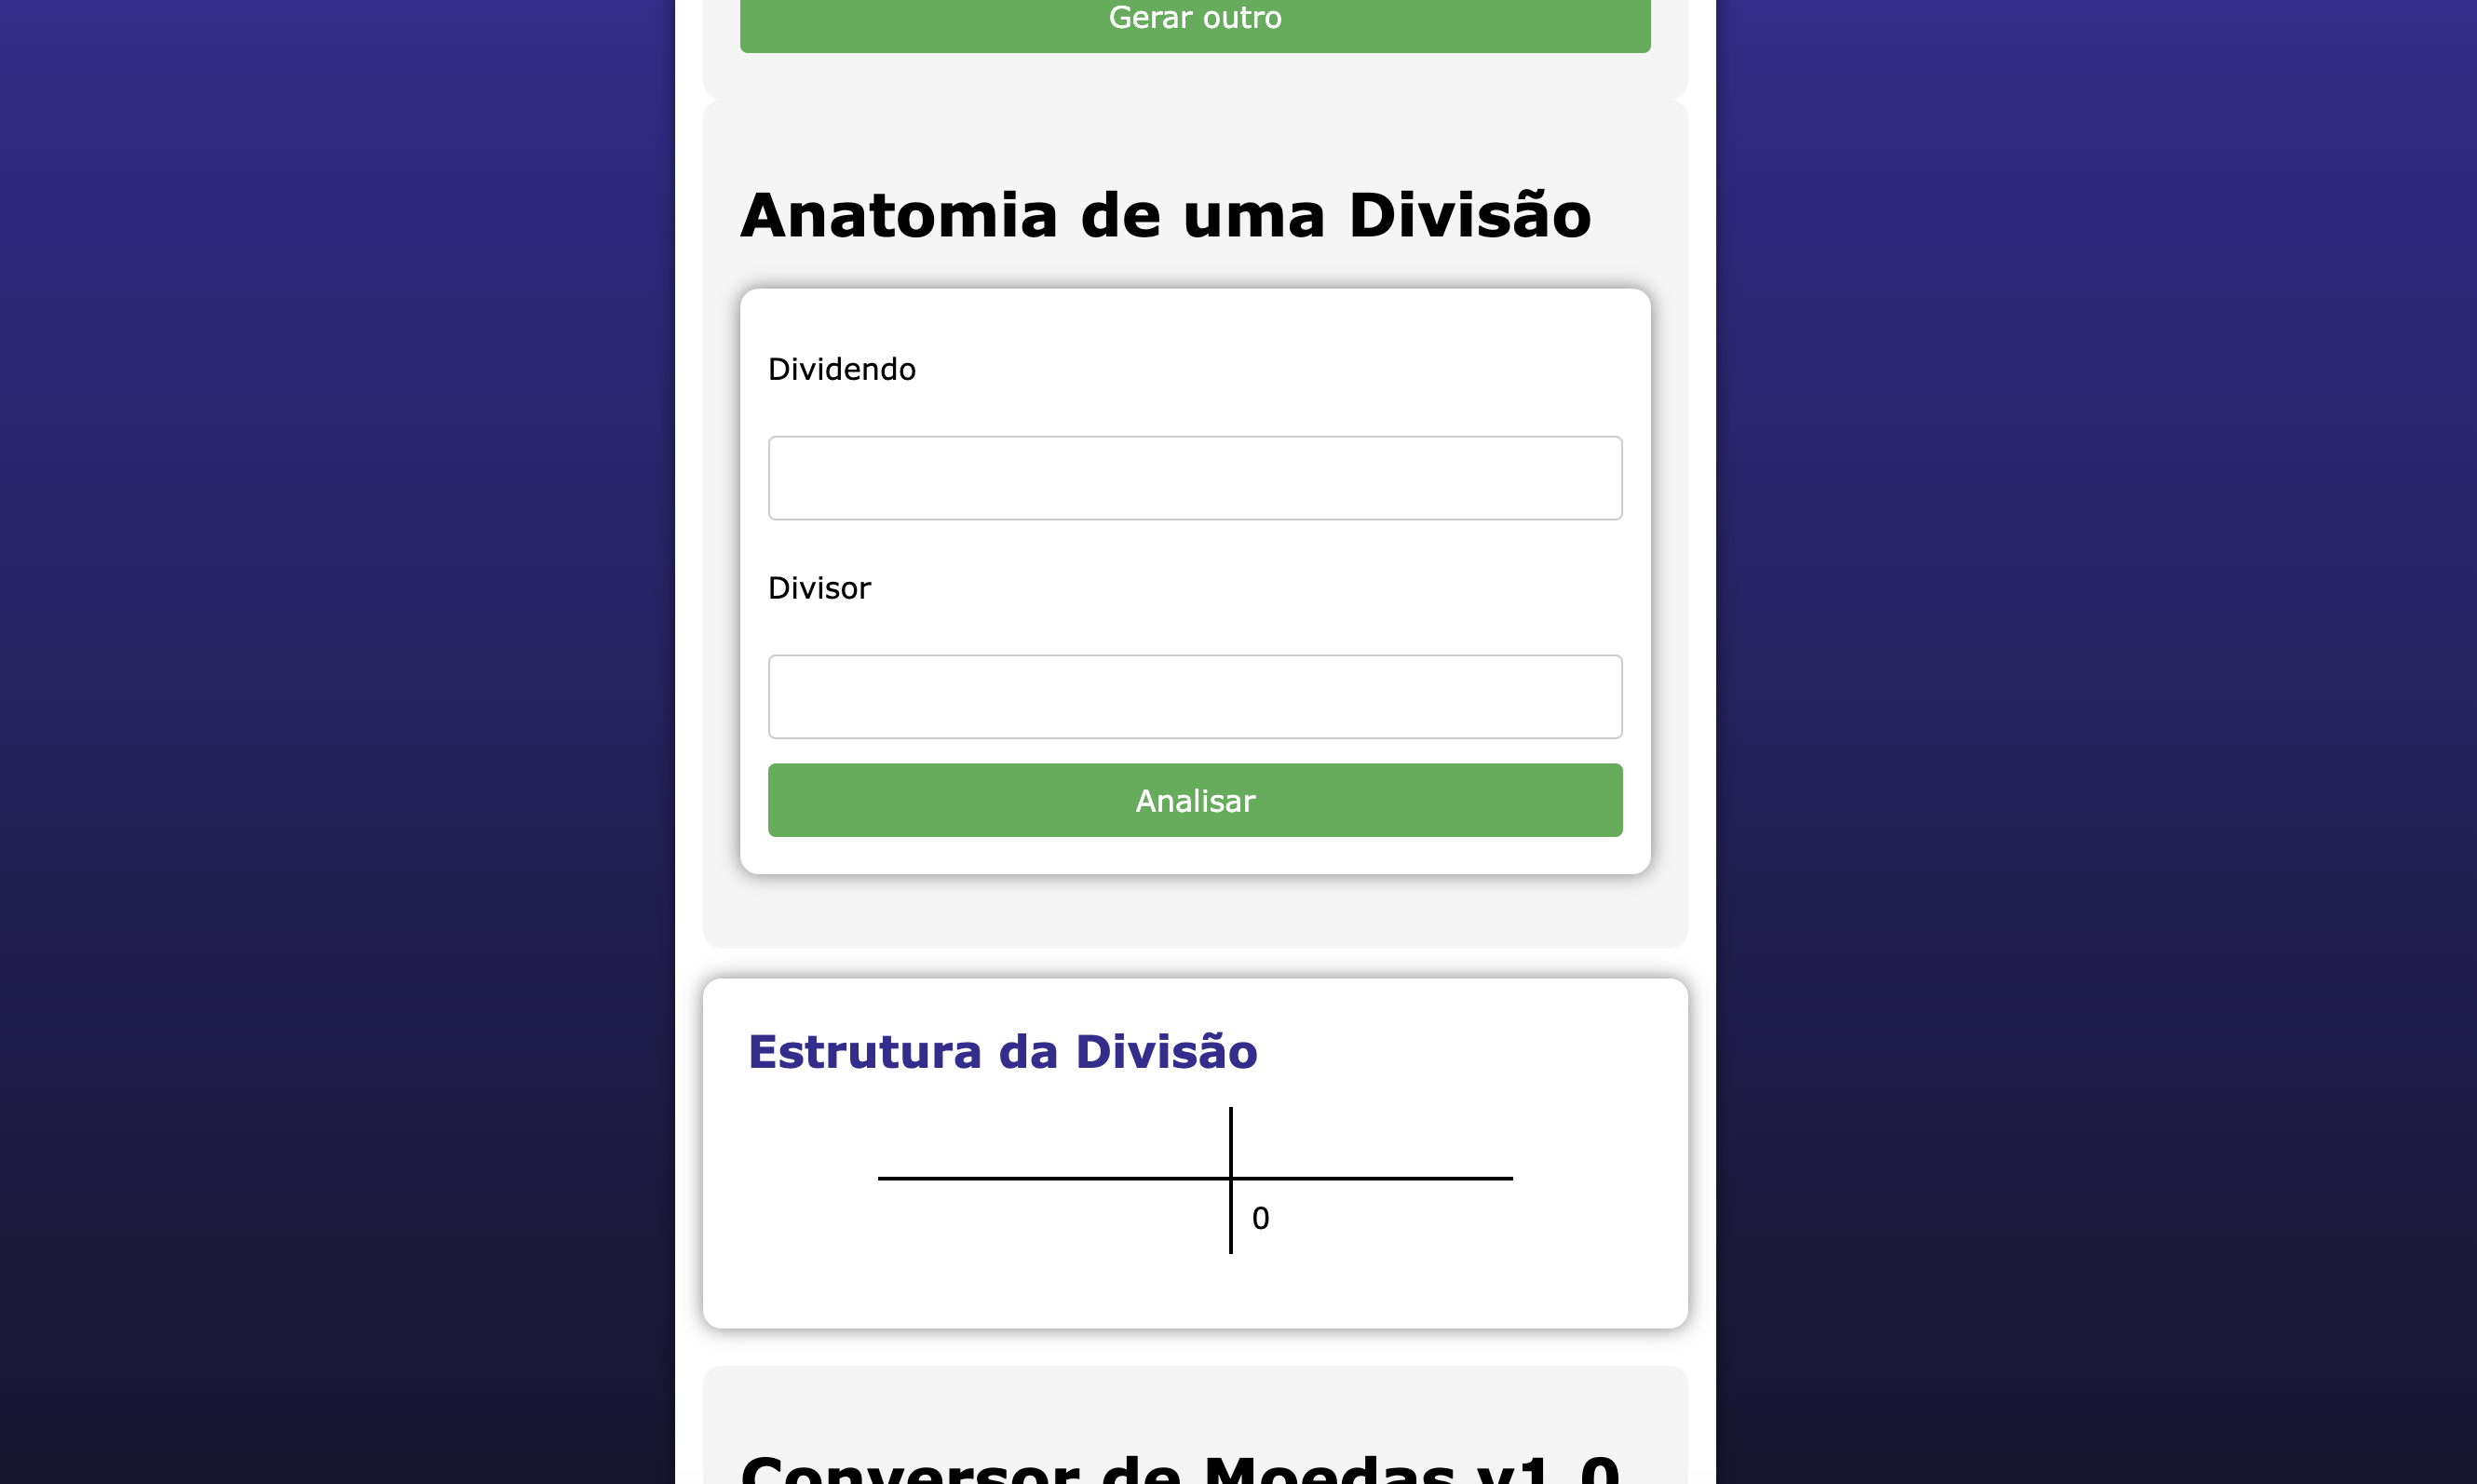 Gerar outro
Anatomia de uma Divisão
Dividendo
Divisor
Analisar
Estrutura da Divisão
0
Conversor de Moedas v1.0